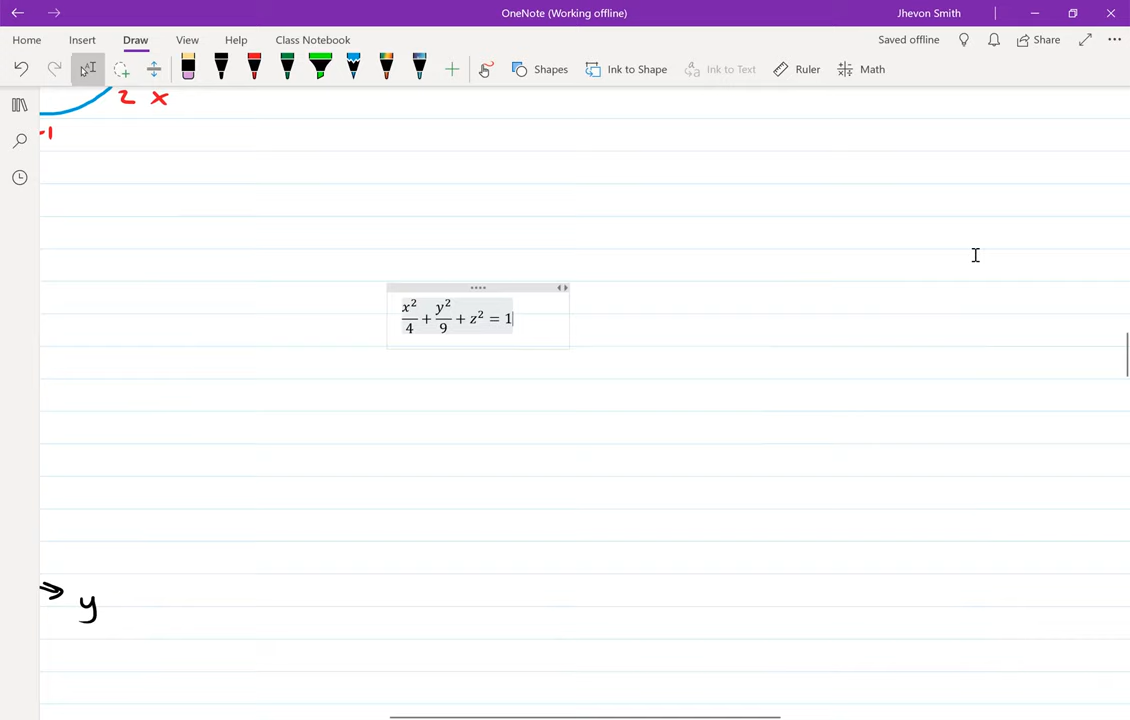 OneNote (Working offline)
Jhevon Smith
Home Insert Draw View Help Class Notebook
Saved offline
Share
Shapes
Ink to Shape
Ink to Text
Ruler
Math
2 x
-1
x²/4 + y²/9 + z² = 1
y